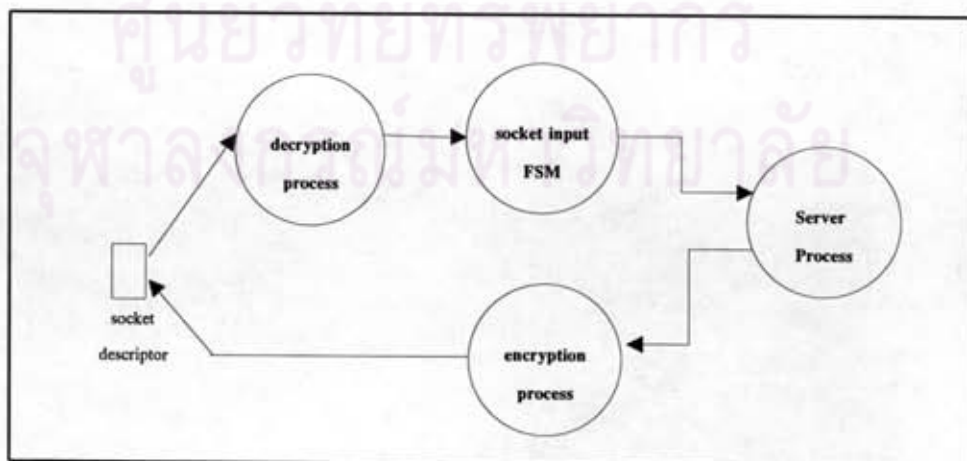 ศูนย์วิทยทรัพยากร
จุฬาลงกรณ์มหาวิทยาลัย
decryption
process
socket input
FSM
Server
Process
socket
descriptor
encryption
process